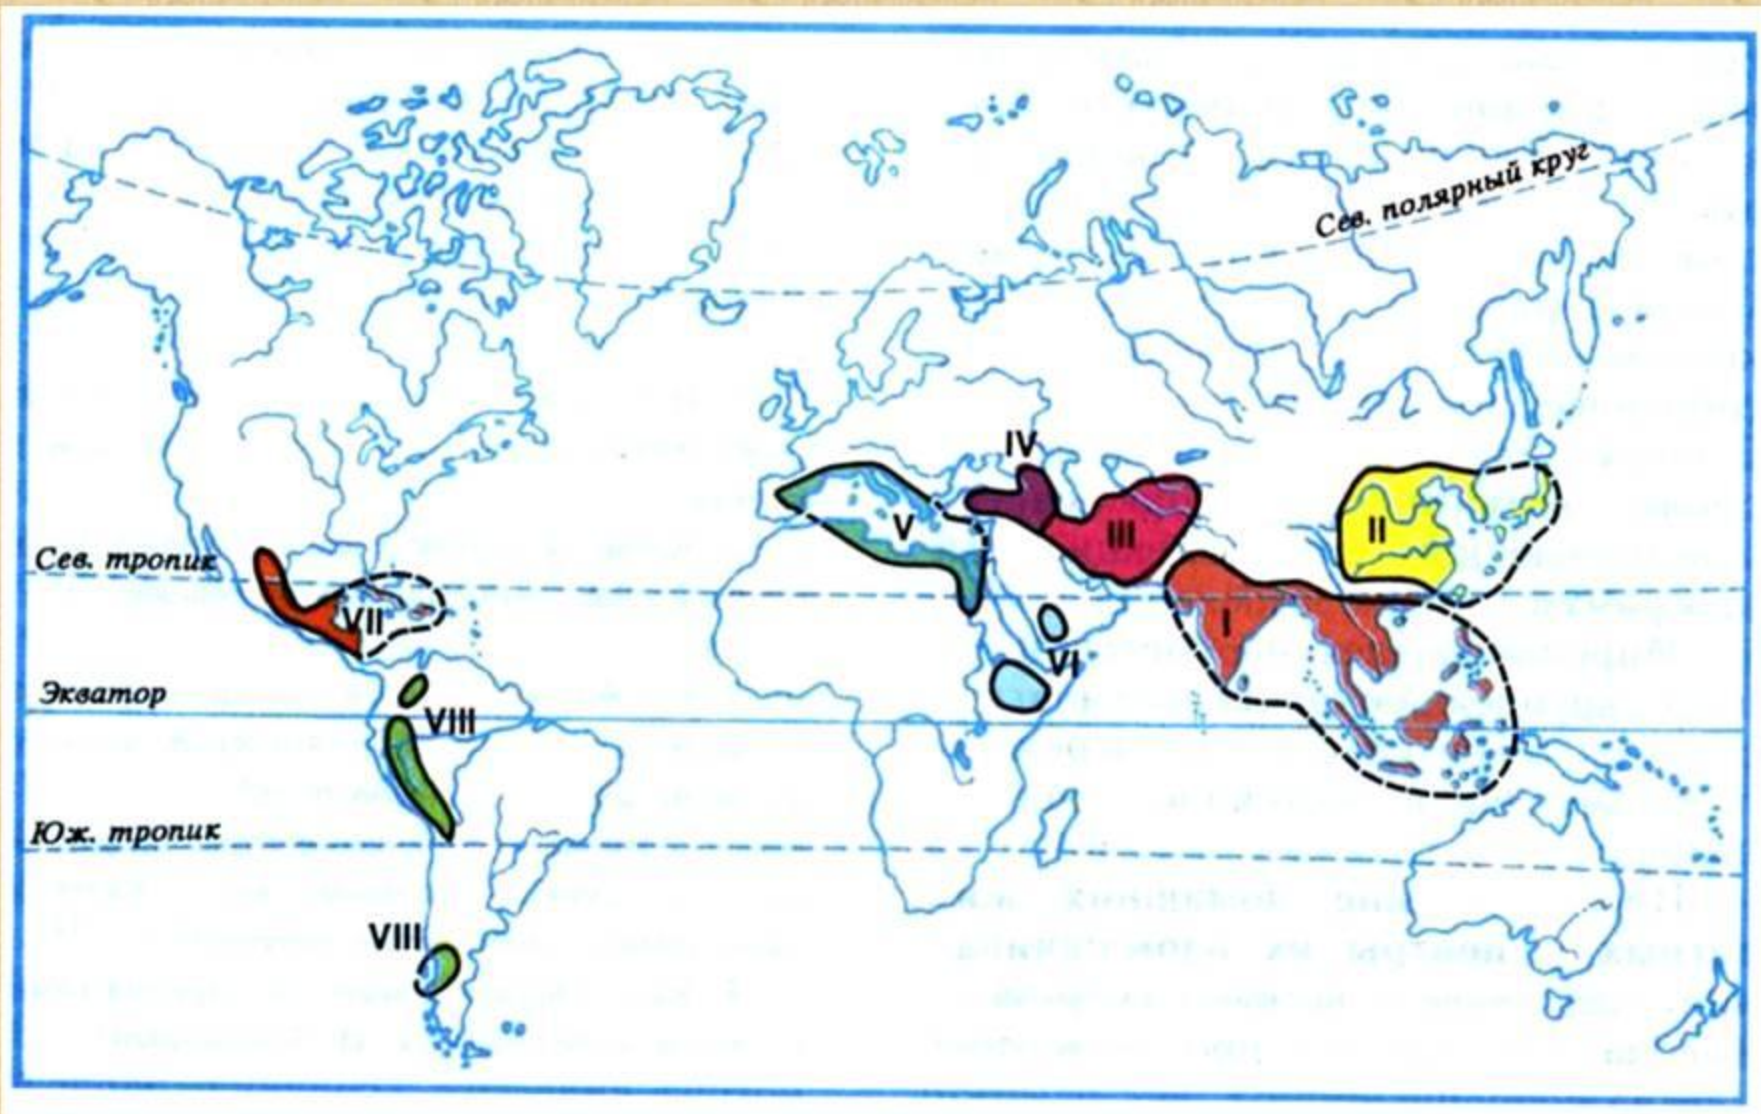 Сев. полярный круг
IV
V
III
II
Сев. тропик
VII
I
VI
Экватор
VIII
Юж. тропик
VIII